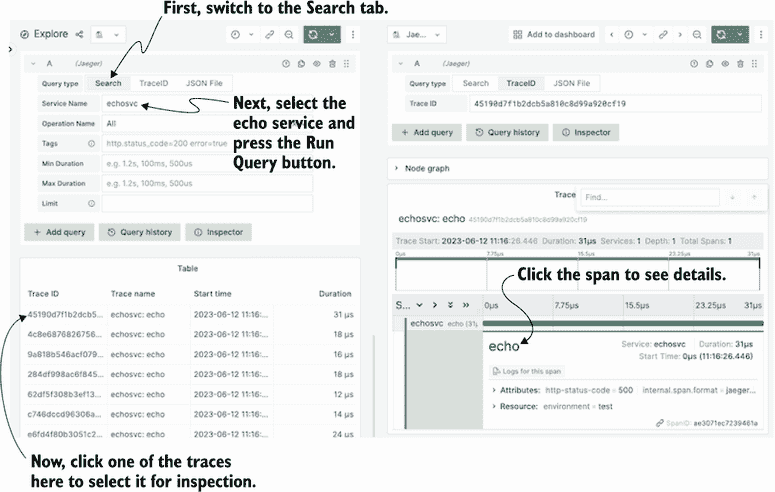 First, switch to the Search tab.
Explore
A (Jaeger)
Query type Search TraceID JSON File
Service Name echosvc
Next, select the
echo service and
press the Run
Query button.
Operation Name All
Tags http.status_code=200 error=true
Min Duration e.g. 1.2s, 100ms, 500us
Max Duration e.g. 1.2s, 100ms, 500us
Limit
+ Add query Query history Inspector
Table
Trace ID Trace name Start time Duration
45190d7f1b2dcb5... echosvc: echo 2023-06-12 11:16:... 31 µs
4c8e6876826756... echosvc: echo 2023-06-12 11:16:... 18 µs
9a818b546acf079... echosvc: echo 2023-06-12 11:16:... 16 µs
284df998ac6f845... echosvc: echo 2023-06-12 11:16:... 18 µs
62df5f308b3ef13... echosvc: echo 2023-06-12 11:16:... 12 µs
c746dccd96306a... echosvc: echo 2023-06-12 11:16:... 14 µs
e6fd4f80b3051c2... echosvc: echo 2023-06-12 11:16:... 24 µs
Now, click one of the traces
here to select it for inspection.
Jae...
Add to dashboard
A (Jaeger)
Query type Search TraceID JSON File
Trace ID 45190d7f1b2dcb5a810c8d99a920cf19
+ Add query Query history Inspector
Node graph
Trace
Find...
echosvc: echo 45190d7f1b2dcb5a810c8d99a920cf19
Trace Start: 2023-06-12 11:16:26.446 Duration: 31µs Services: 1 Depth: 1 Total Spans: 1
0µs 7.75µs 15.5µs 23.25µs 31µs
Click the span to see details.
S... 0µs 7.75µs 15.5µs 23.25µs 31µs
echosvc echo (31µ
echo Service: echosvc Duration: 31µs
Start Time: 0µs (11:16:26.446)
Logs for this span
Attributes: http-status-code = 500 internal.span.format = jaeger...
Resource: environment = test
SpanID: ae3071ec7239461a